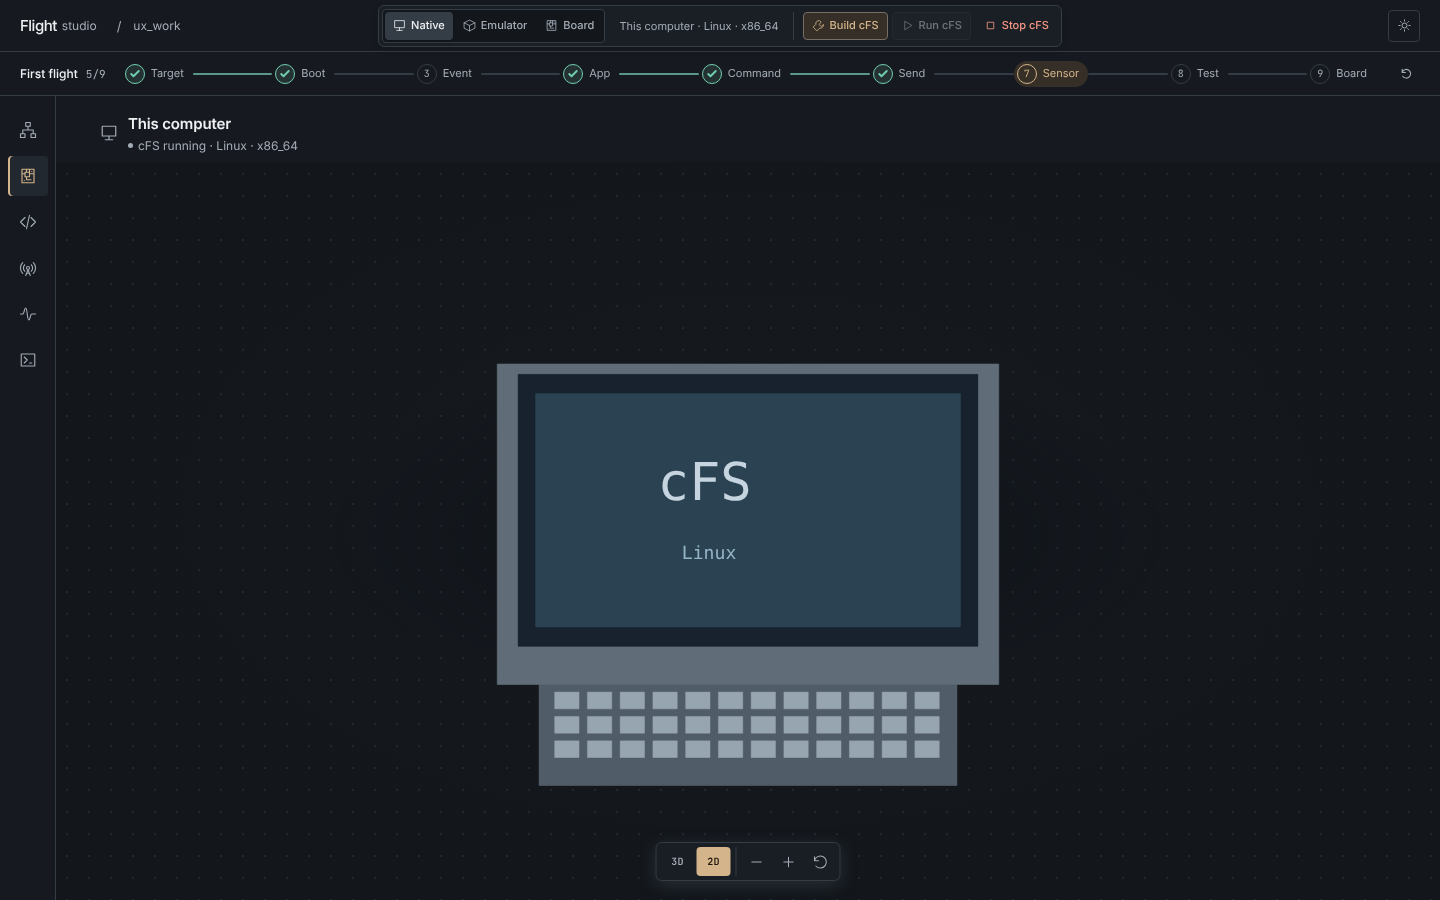 Flight studio / ux_work
Native Emulator Board This computer · Linux · x86_64 Build cFS Run cFS Stop cFS
First flight 5/9 Target Boot 3 Event App Command Send 7 Sensor 8 Test 9 Board
This computer
cFS running · Linux · x86_64
cFS
Linux
3D 2D